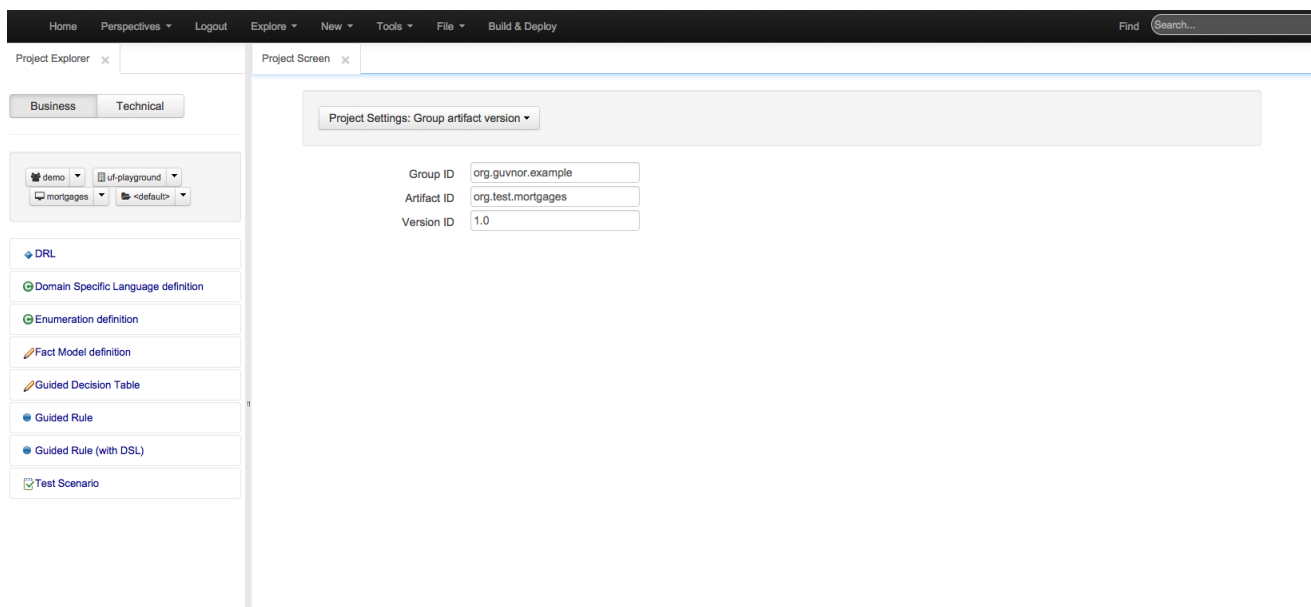 Home Perspectives Logout Explore New Tools File Build & Deploy Find Search...
Project Explorer Project Screen
Business Technical
Project Settings: Group artifact version
demo uf-playground
mortgages <default>
Group ID org.guvnor.example
Artifact ID org.test.mortgages
Version ID 1.0
DRL
Domain Specific Language definition
Enumeration definition
Fact Model definition
Guided Decision Table
Guided Rule
Guided Rule (with DSL)
Test Scenario